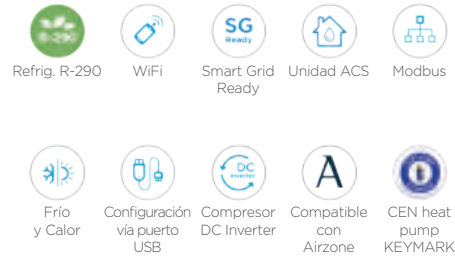 R-290
SG
Ready
Refrig. R-290
WiFi
Smart Grid
Ready
Unidad ACS
Modbus
DC
Inverter
A
Frío
y Calor
Configuración
vía puerto
USB
Compresor
DC Inverter
Compatible
con
Airzone
CEN heat
pump
KEYMARK